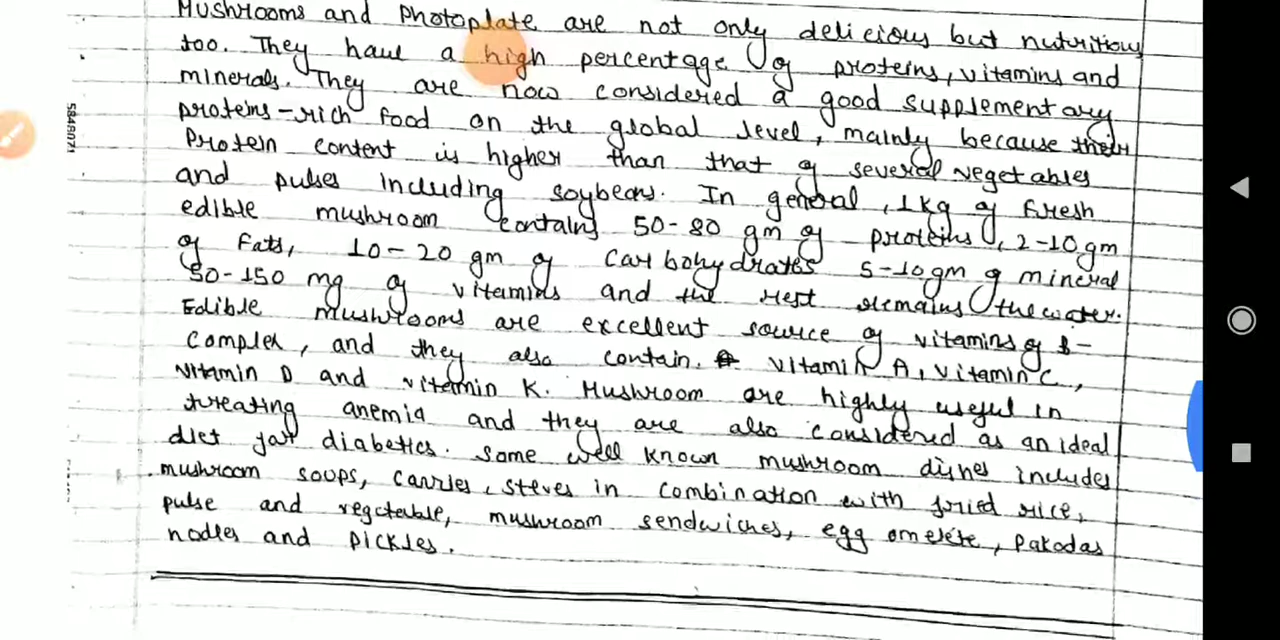 Mushrooms and Photoplate are not only delicious but nutritious
too. They have a high percentage of proteins, vitamins and
minerals. They are now considered a good supplementary
proteins-rich food on the global level, mainly because their
Protein content is higher than that of several vegetables
and pulses including soybeans. In general, 1kg of fresh
edible mushroom contains 50-80 gm of proteins, 2-10gm
of Fats, 10-20 gm of Carbohydrates 5-10gm of mineral
50-150 mg of vitamins and the rest remains the water.
Edible mushrooms are excellent source of vitamins of B-
Complex, and they also contain. vitamin A, vitamin C,
vitamin D and vitamin K. Mushroom are highly useful in
treating anemia and they are also considered as an ideal
diet for diabetics. Some well known mushroom dishes includes
mushroom soups, Carries, steves in combination with fried rice,
pulse and vegetable, mushroom sendwiches, egg omelete, pakodas
nodles and pickles.
5848071